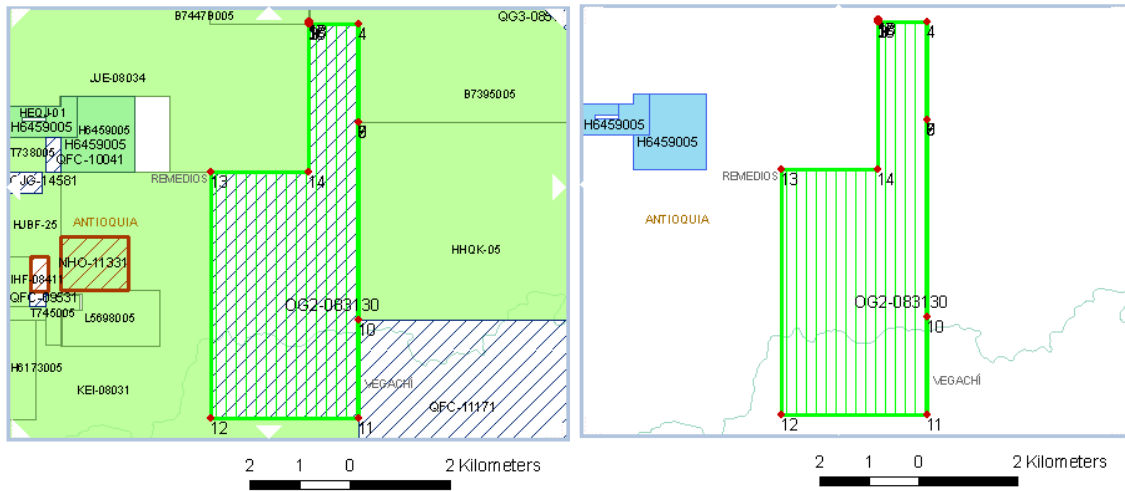 B7447B005
QG3-085
4
JJE-08034
B7395005
HEQJ-01
H6459005
H6459005
H6459005
T738005
QFC-10041
JG-14581
REMEDIOS
13
14
HJBF-25
ANTIOQUIA
HHQK-05
NHO-11331
IHF-08411
QFC-09531
T745005
L5698005
OG2-083130
10
H6173005
KEI-08031
VEGACHÍ
QFC-11171
12
11
2 1 0 2 Kilometers
4
H6459005
H6459005
REMEDIOS
13
14
ANTIOQUIA
OG2-083130
10
VEGACHÍ
12
11
2 1 0 2 Kilometers